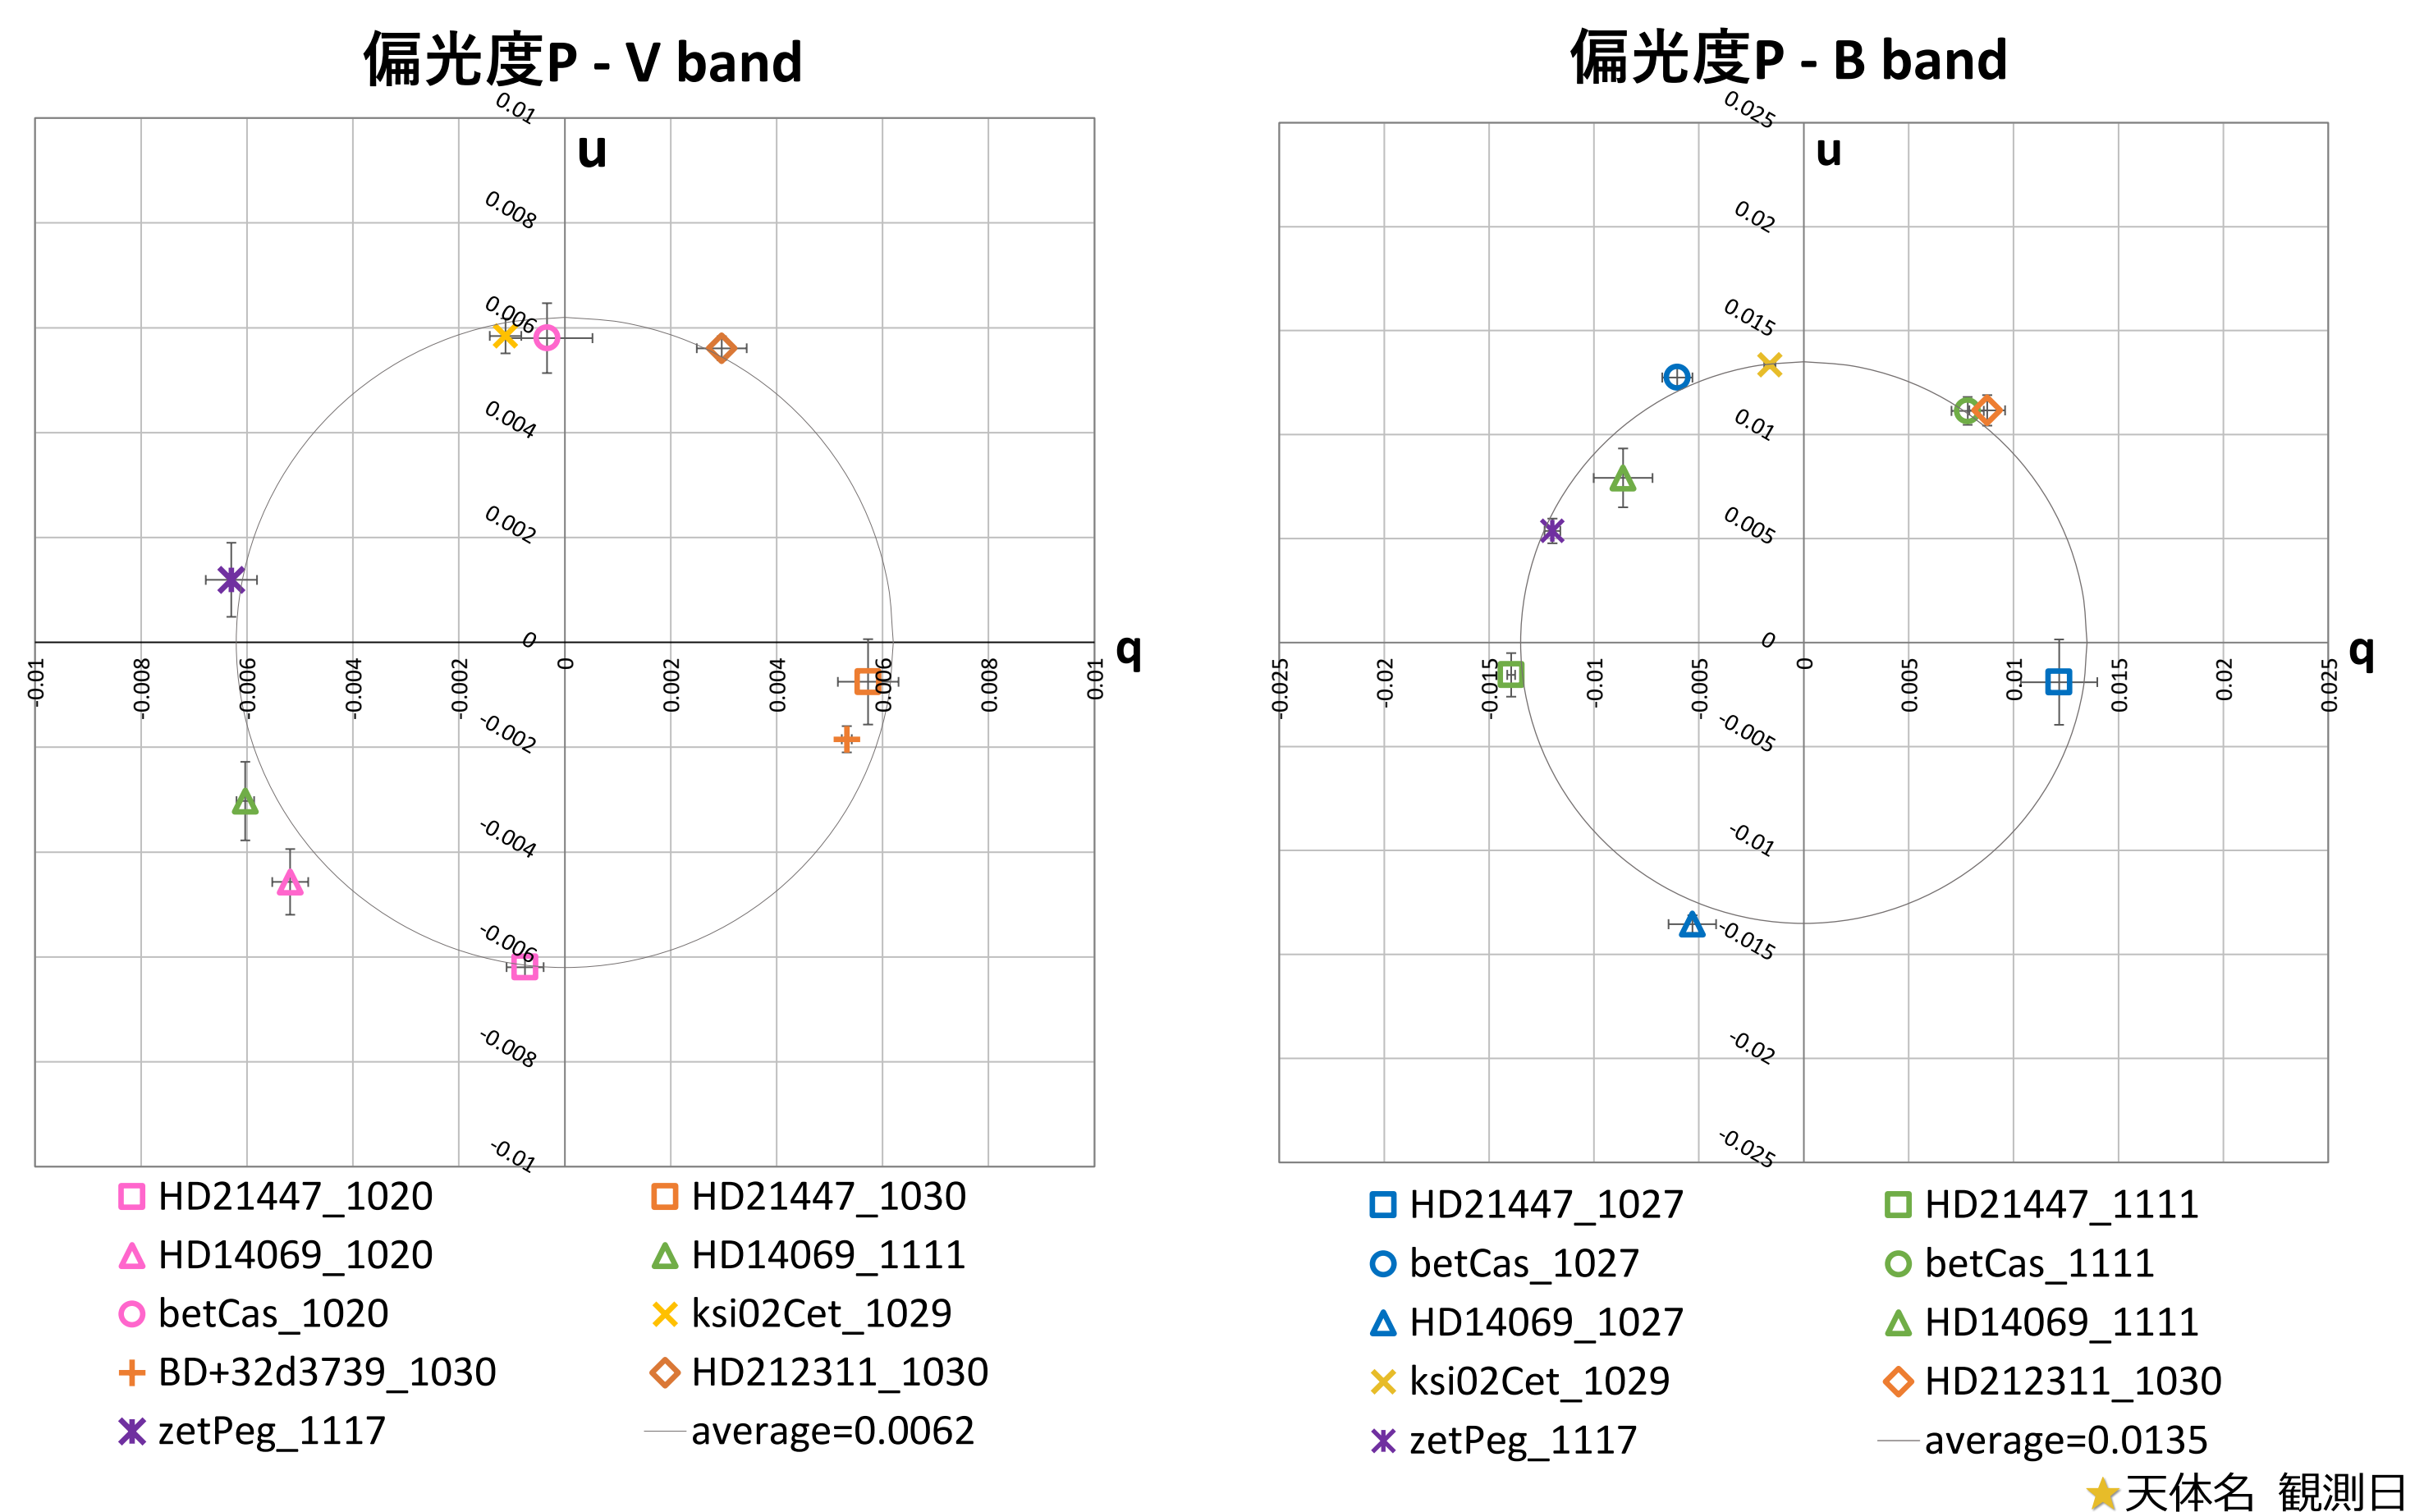 偏光度P - V band
u
0.01
0.008
0.006
0.004
0.002
0
-0.002
-0.004
-0.006
-0.008
-0.01
-0.01
-0.008
-0.006
-0.004
-0.002
0
0.002
0.004
0.006
0.008
0.01
q
HD21447_1020
HD21447_1030
HD14069_1020
HD14069_1111
betCas_1020
ksi02Cet_1029
BD+32d3739_1030
HD212311_1030
zetPeg_1117
average=0.0062
偏光度P - B band
u
0.025
0.02
0.015
0.01
0.005
0
-0.005
-0.01
-0.015
-0.02
-0.025
-0.025
-0.02
-0.015
-0.01
-0.005
0
0.005
0.01
0.015
0.02
0.025
q
HD21447_1027
HD21447_1111
betCas_1027
betCas_1111
HD14069_1027
HD14069_1111
ksi02Cet_1029
HD212311_1030
zetPeg_1117
average=0.0135
★天体名 観測日